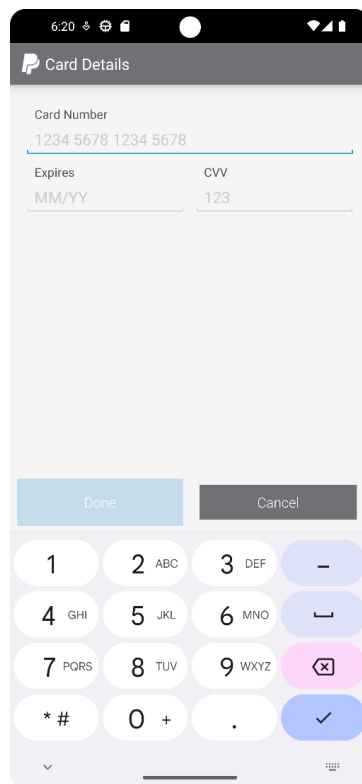 6:20
Card Details
Card Number
1234 5678 1234 5678
Expires CVV
MM/YY 123
Done Cancel
1 2 ABC 3 DEF –
4 GHI 5 JKL 6 MNO
7 PQRS 8 TUV 9 WXYZ
* # 0 + .